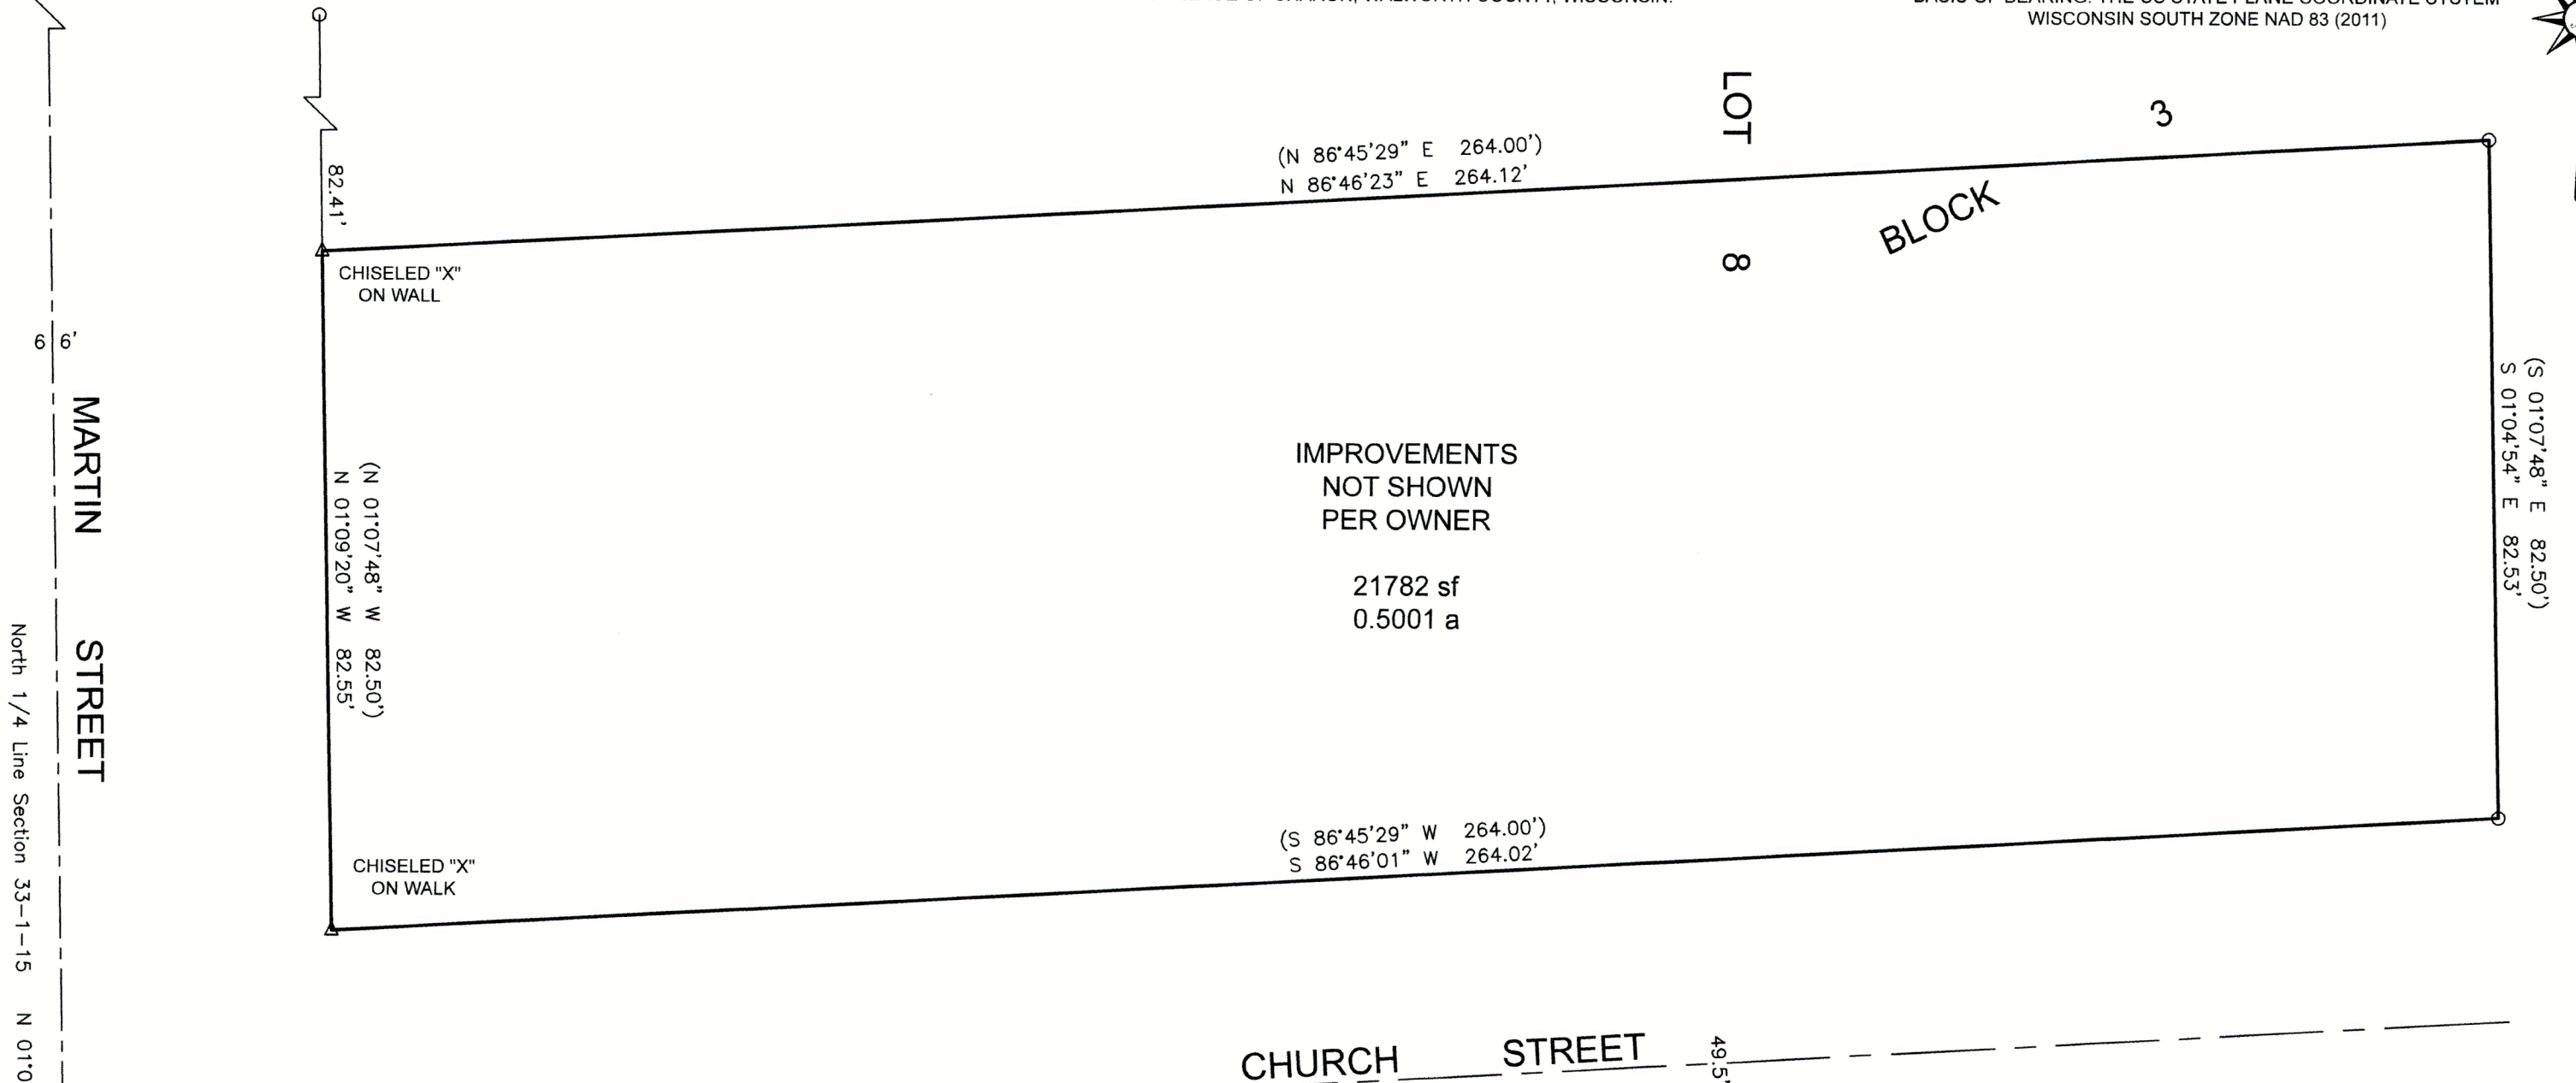 WISCONSIN SOUTH ZONE NAD 83 (2011)
LOT
3
(N 86°45'29" E 264.00')
N 86°46'23" E 264.12'
82.41'
BLOCK
8
CHISELED "X"
ON WALL
6 6'
MARTIN STREET
(N 01°07'48" W 82.50')
N 01°09'20" W 82.55'
IMPROVEMENTS
NOT SHOWN
PER OWNER
21782 sf
0.5001 a
(S 01°07'48" E 82.50')
S 01°04'54" E 82.53'
North 1/4 Line Section 33-1-15 N 01°0
(S 86°45'29" W 264.00')
S 86°46'01" W 264.02'
CHISELED "X"
ON WALK
CHURCH STREET
49.5'